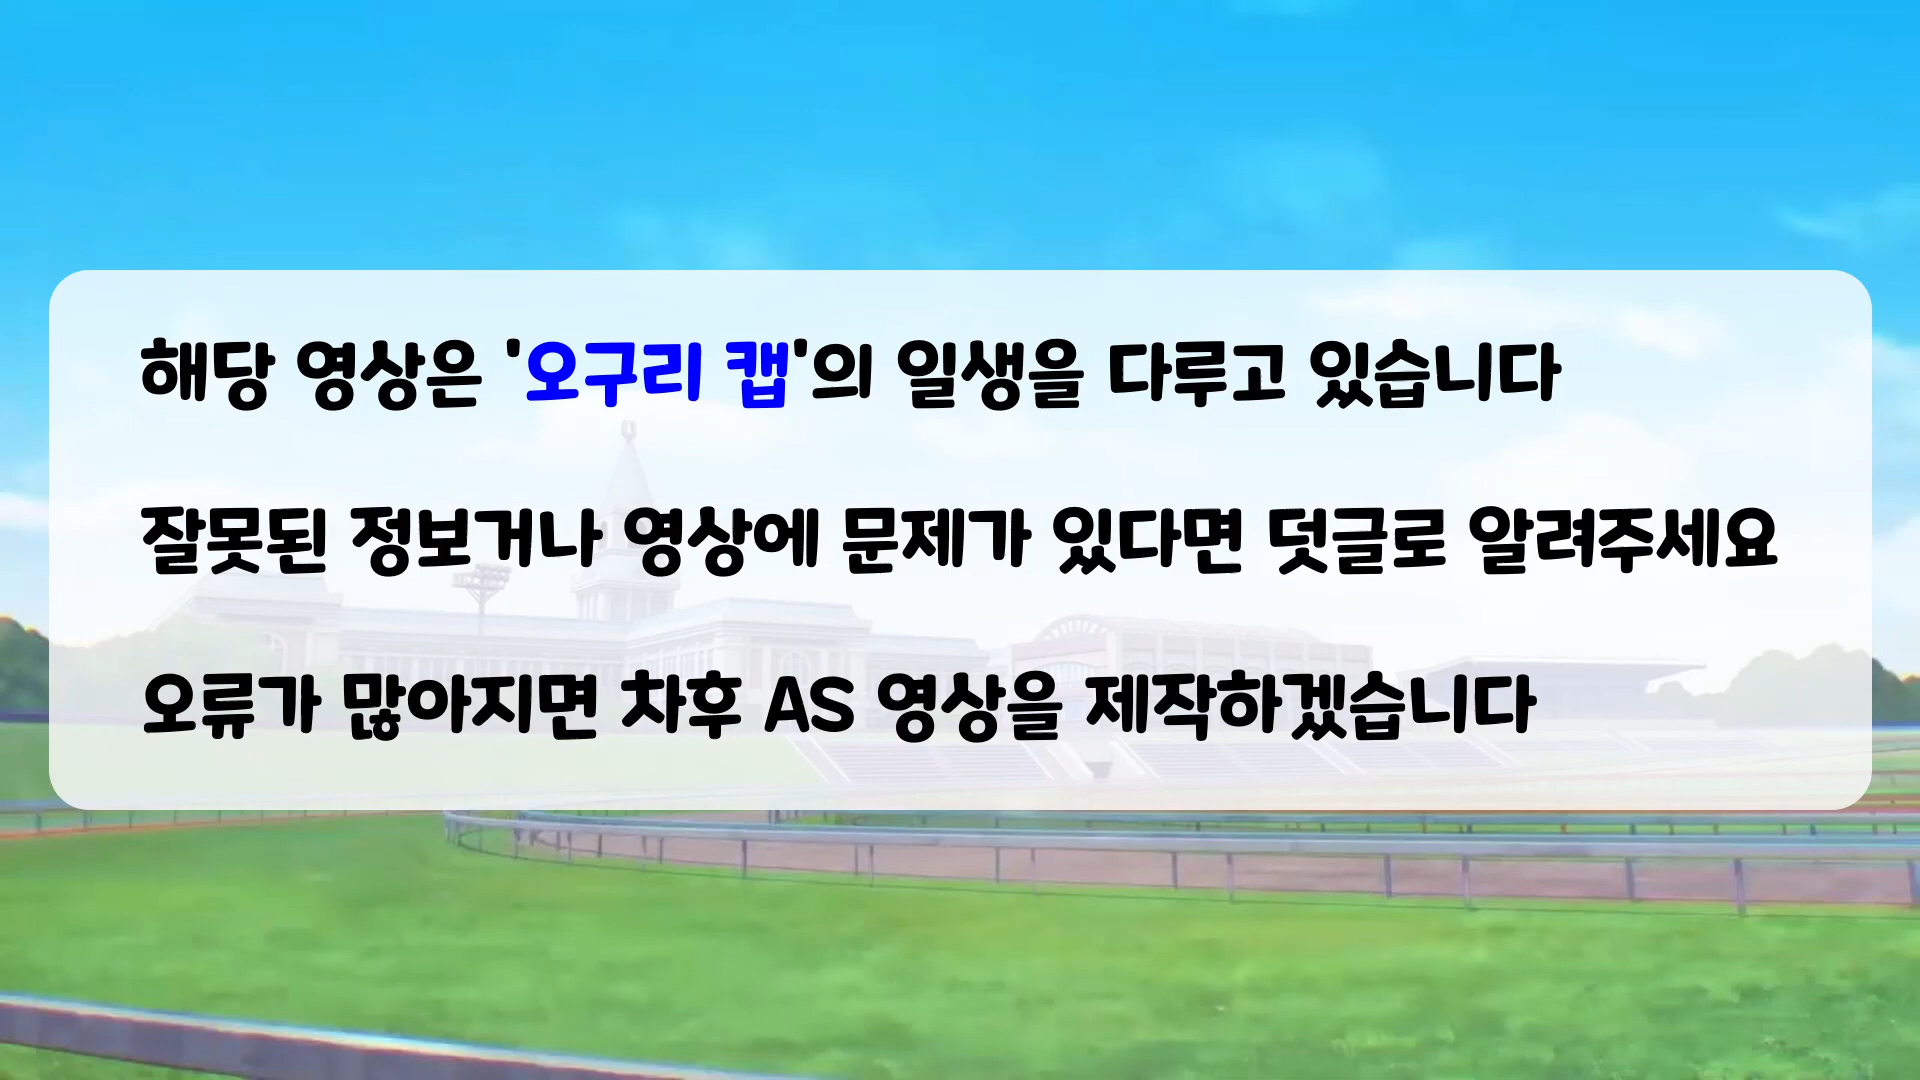 해당 영상은 '오구리 캡'의 일생을 다루고 있습니다
잘못된 정보거나 영상에 문제가 있다면 덧글로 알려주세요
오류가 많아지면 차후 AS 영상을 제작하겠습니다